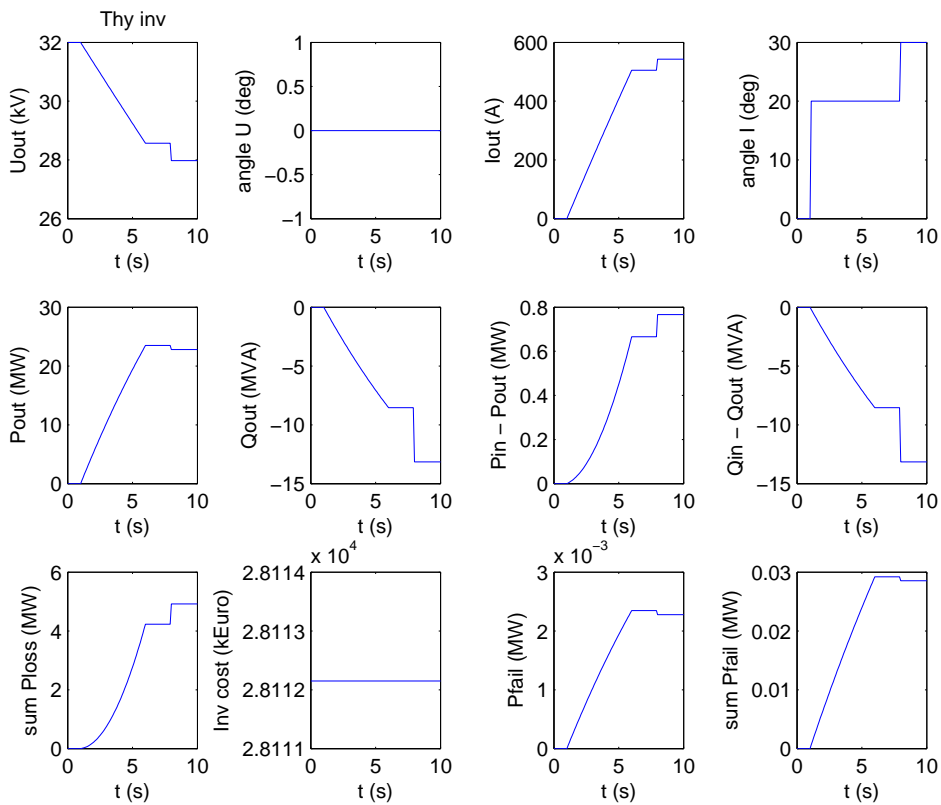 Thy inv
32
30
28
26
Uout (kV)
0 5 10
t (s)
1
0.5
0
−0.5
−1
angle U (deg)
0 5 10
t (s)
600
400
200
0
Iout (A)
0 5 10
t (s)
30
20
10
0
angle I (deg)
0 5 10
t (s)
30
20
10
0
Pout (MW)
0 5 10
t (s)
0
−5
−10
−15
Qout (MVA)
0 5 10
t (s)
0.8
0.6
0.4
0.2
0
Pin − Pout (MW)
0 5 10
t (s)
0
−5
−10
−15
Qin − Qout (MVA)
0 5 10
t (s)
6
4
2
0
sum Ploss (MW)
0 5 10
t (s)
x 10^4
2.8114
2.8113
2.8112
2.8111
Inv cost (kEuro)
0 5 10
t (s)
x 10^−3
3
2
1
0
Pfail (MW)
0 5 10
t (s)
0.03
0.02
0.01
0
sum Pfail (MW)
0 5 10
t (s)